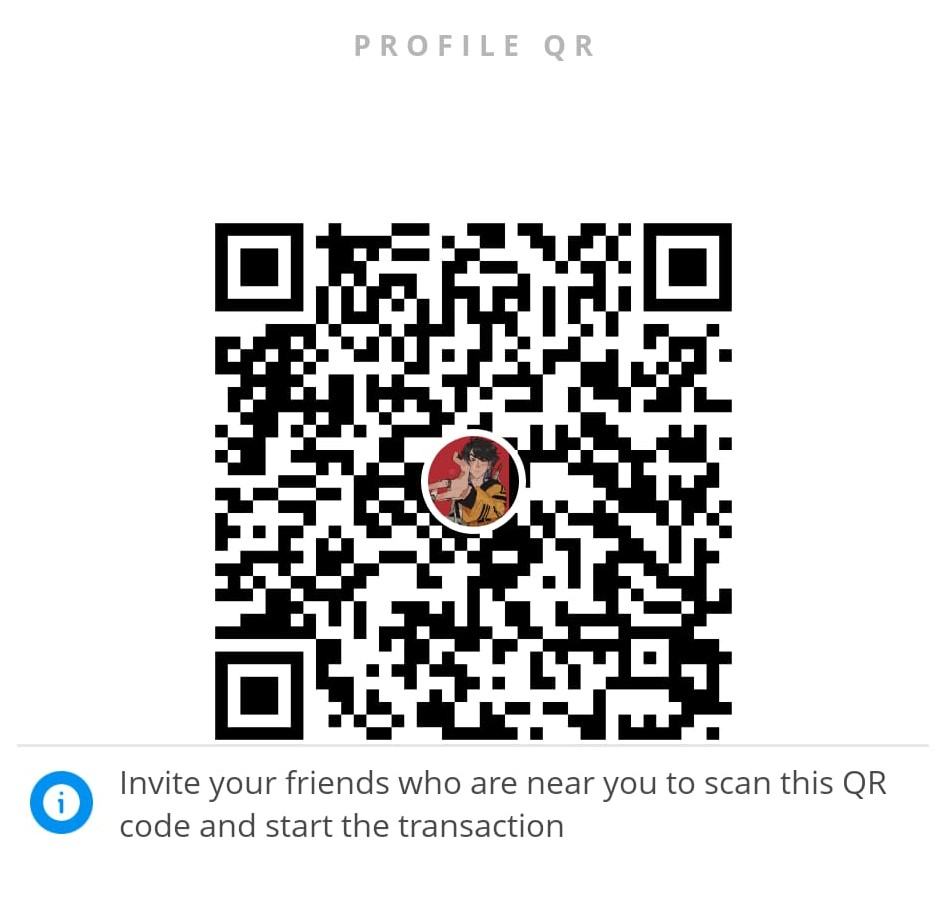 PROFILE QR
Invite your friends who are near you to scan this QR
code and start the transaction